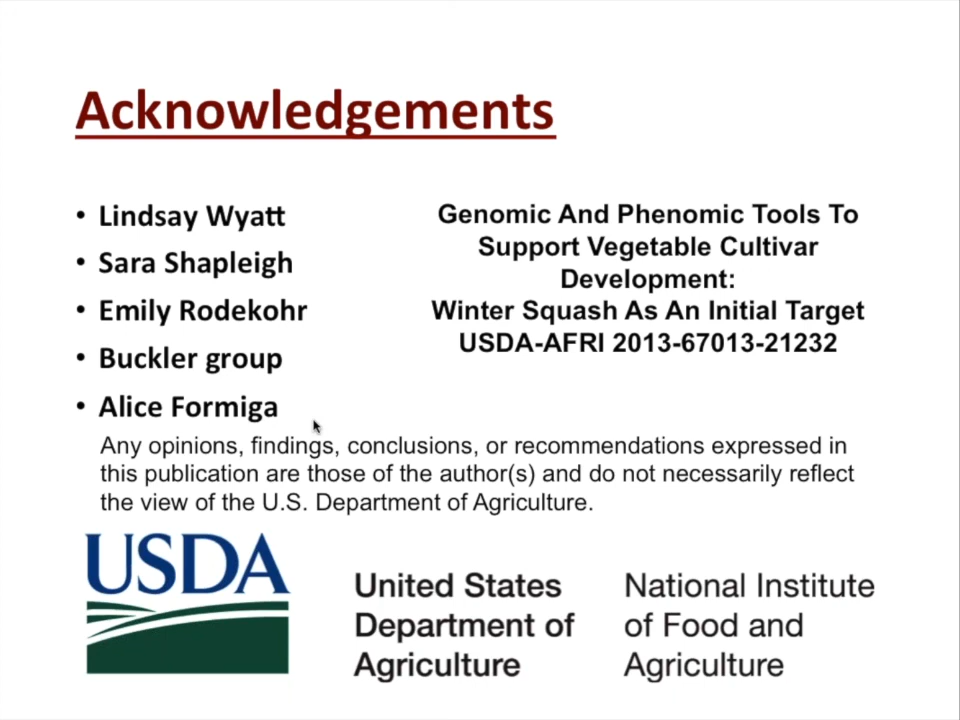 Acknowledgements
• Lindsay Wyatt
• Sara Shapleigh
• Emily Rodekohr
• Buckler group
• Alice Formiga
Genomic And Phenomic Tools To
Support Vegetable Cultivar
Development:
Winter Squash As An Initial Target
USDA-AFRI 2013-67013-21232
Any opinions, findings, conclusions, or recommendations expressed in
this publication are those of the author(s) and do not necessarily reflect
the view of the U.S. Department of Agriculture.
USDA
United States
Department of
Agriculture
National Institute
of Food and
Agriculture